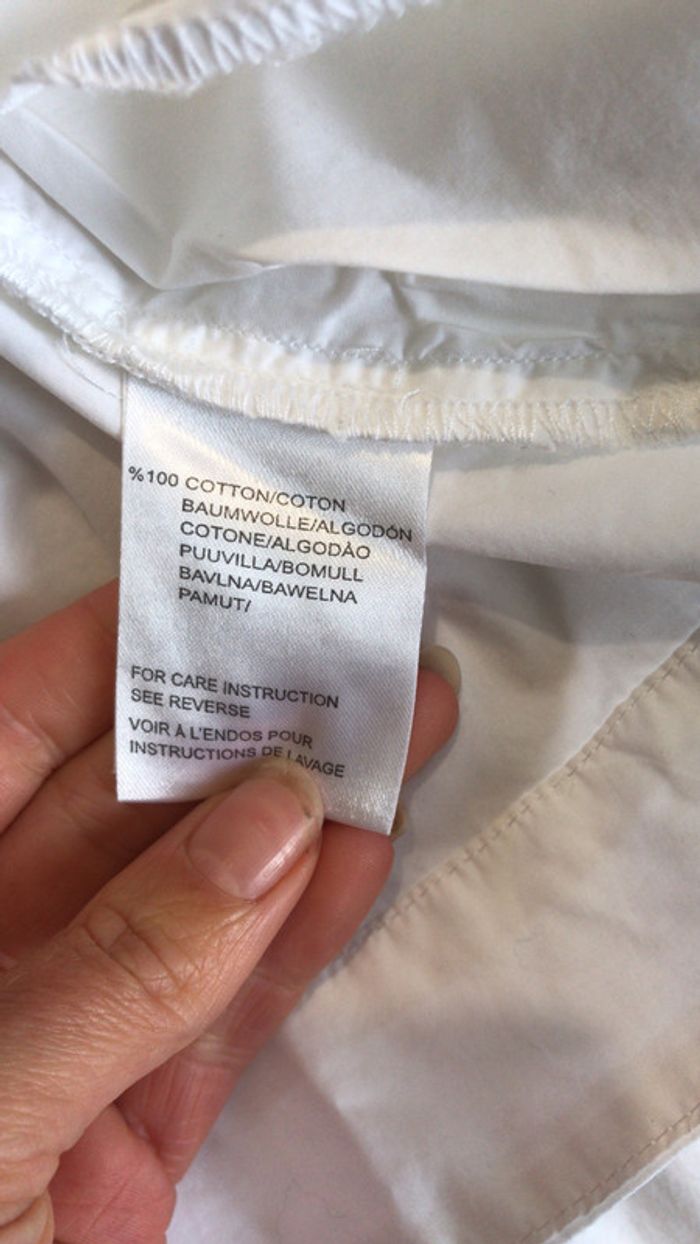 %100 COTTON/COTON
BAUMWOLLE/ALGODÓN
COTONE/ALGODÀO
PUUVILLA/BOMULL
BAVLNA/BAWELNA
PAMUT/
FOR CARE INSTRUCTION
SEE REVERSE
VOIR À L'ENDOS POUR
INSTRUCTIONS DE LAVAGE